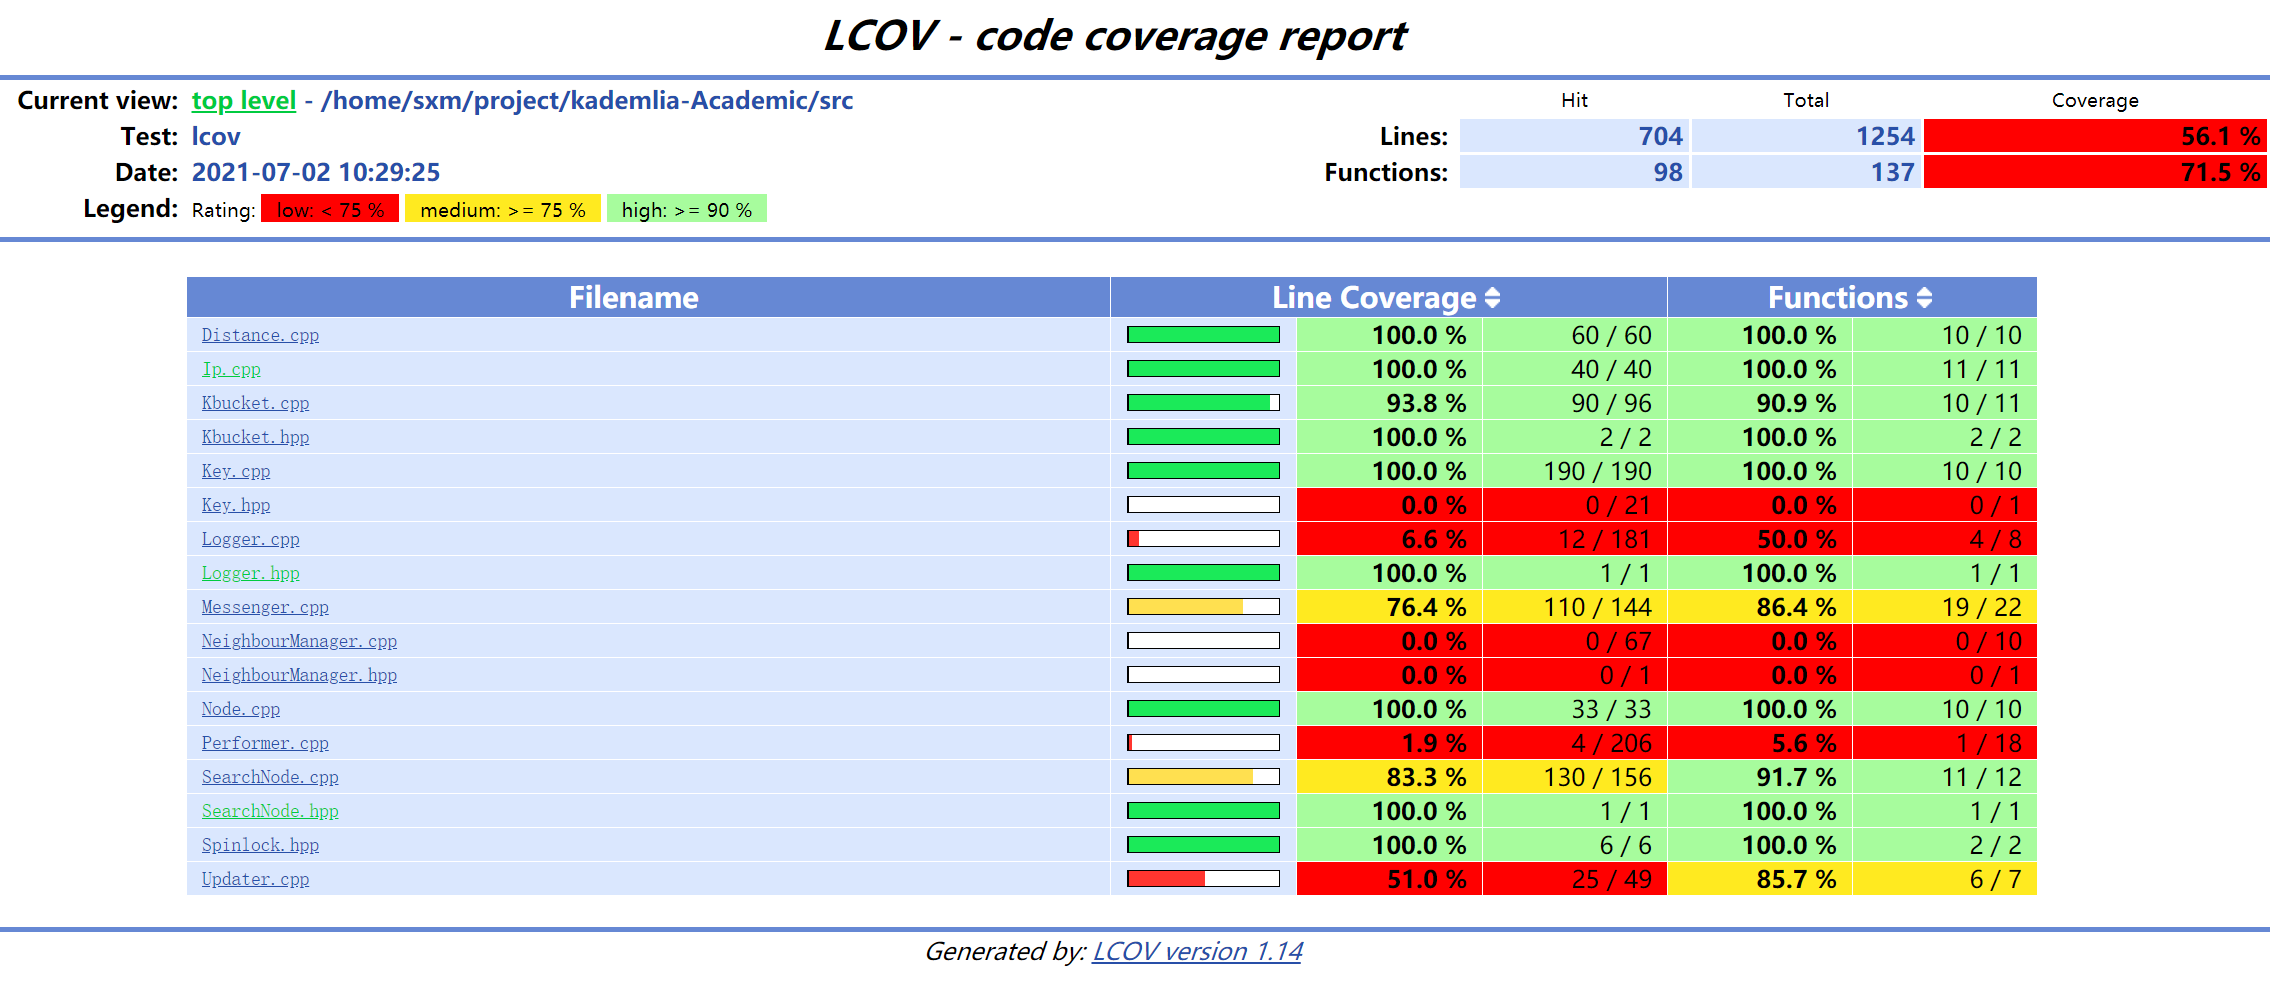 LCOV - code coverage report
Current view: top level - /home/sxm/project/kademlia-Academic/src Hit Total Coverage
Test: lcov Lines: 704 1254 56.1 %
Date: 2021-07-02 10:29:25 Functions: 98 137 71.5 %
Legend: Rating: low: < 75 % medium: >= 75 % high: >= 90 %
Filename Line Coverage Functions
Distance.cpp 100.0 % 60 / 60 100.0 % 10 / 10
Ip.cpp 100.0 % 40 / 40 100.0 % 11 / 11
Kbucket.cpp 93.8 % 90 / 96 90.9 % 10 / 11
Kbucket.hpp 100.0 % 2 / 2 100.0 % 2 / 2
Key.cpp 100.0 % 190 / 190 100.0 % 10 / 10
Key.hpp 0.0 % 0 / 21 0.0 % 0 / 1
Logger.cpp 6.6 % 12 / 181 50.0 % 4 / 8
Logger.hpp 100.0 % 1 / 1 100.0 % 1 / 1
Messenger.cpp 76.4 % 110 / 144 86.4 % 19 / 22
NeighbourManager.cpp 0.0 % 0 / 67 0.0 % 0 / 10
NeighbourManager.hpp 0.0 % 0 / 1 0.0 % 0 / 1
Node.cpp 100.0 % 33 / 33 100.0 % 10 / 10
Performer.cpp 1.9 % 4 / 206 5.6 % 1 / 18
SearchNode.cpp 83.3 % 130 / 156 91.7 % 11 / 12
SearchNode.hpp 100.0 % 1 / 1 100.0 % 1 / 1
Spinlock.hpp 100.0 % 6 / 6 100.0 % 2 / 2
Updater.cpp 51.0 % 25 / 49 85.7 % 6 / 7
Generated by: LCOV version 1.14